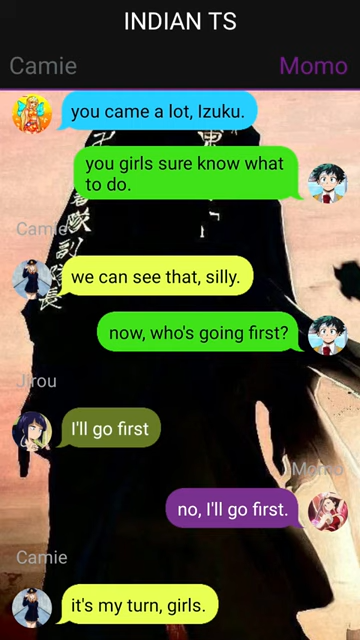 INDIAN TS
Camie
Momo
you came a lot, Izuku.
you girls sure know what
to do.
Camie
we can see that, silly.
now, who's going first?
Jirou
I'll go first
Momo
no, I'll go first.
Camie
it's my turn, girls.